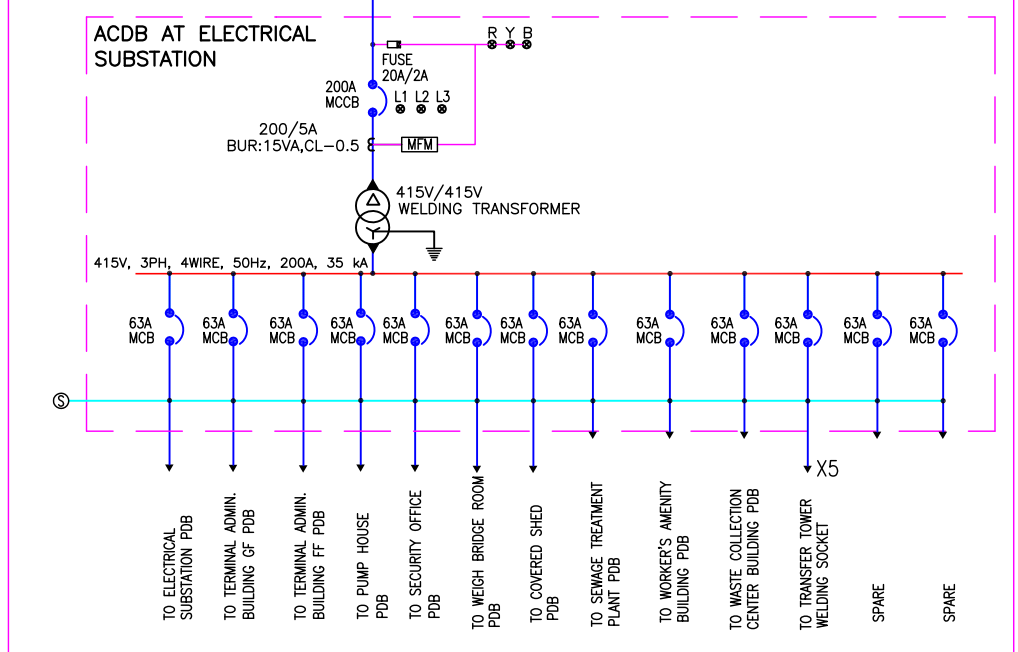 ACDB AT ELECTRICAL
SUBSTATION
R Y B
FUSE
20A/2A
200A
MCCB
L1 L2 L3
200/5A
BUR:15VA,CL-0.5
MFM
415V/415V
WELDING TRANSFORMER
415V, 3PH, 4WIRE, 50Hz, 200A, 35 kA
63A
MCB
63A
MCB
63A
MCB
63A
MCB
63A
MCB
63A
MCB
63A
MCB
63A
MCB
63A
MCB
63A
MCB
63A
MCB
63A
MCB
63A
MCB
S
X5
TO ELECTRICAL
SUBSTATION PDB
TO TERMINAL ADMIN.
BUILDING GF PDB
TO TERMINAL ADMIN.
BUILDING FF PDB
TO PUMP HOUSE
PDB
TO SECURITY OFFICE
PDB
TO WEIGH BRIDGE ROOM
PDB
TO COVERED SHED
PDB
TO SEWAGE TREATMENT
PLANT PDB
TO WORKER'S AMENITY
BUILDING PDB
TO WASTE COLLECTION
CENTER BUILDING PDB
TO TRANSFER TOWER
WELDING SOCKET
SPARE
SPARE